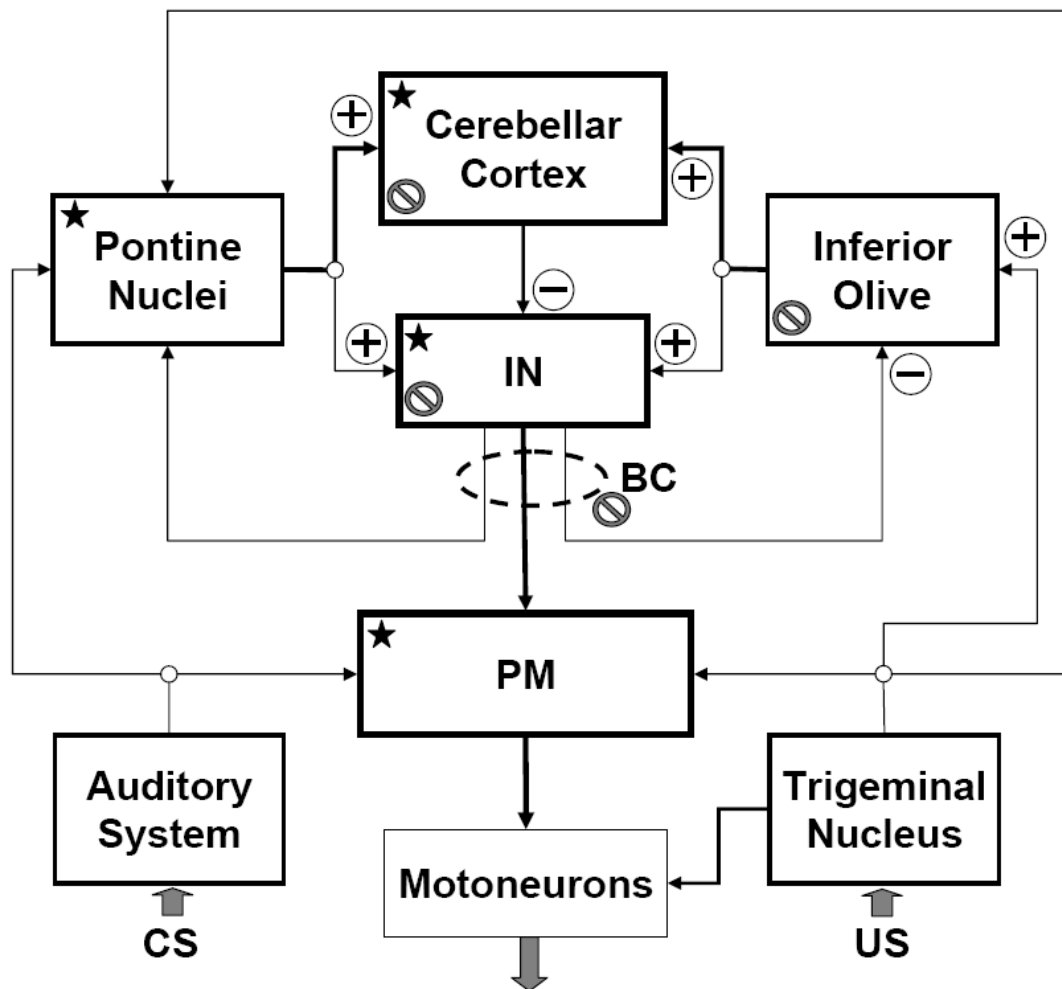 Cerebellar
Cortex
+
+
Pontine
Nuclei
Inferior
Olive
+
−
+
IN
+
−
BC
PM
Auditory
System
Trigeminal
Nucleus
Motoneurons
CS
US